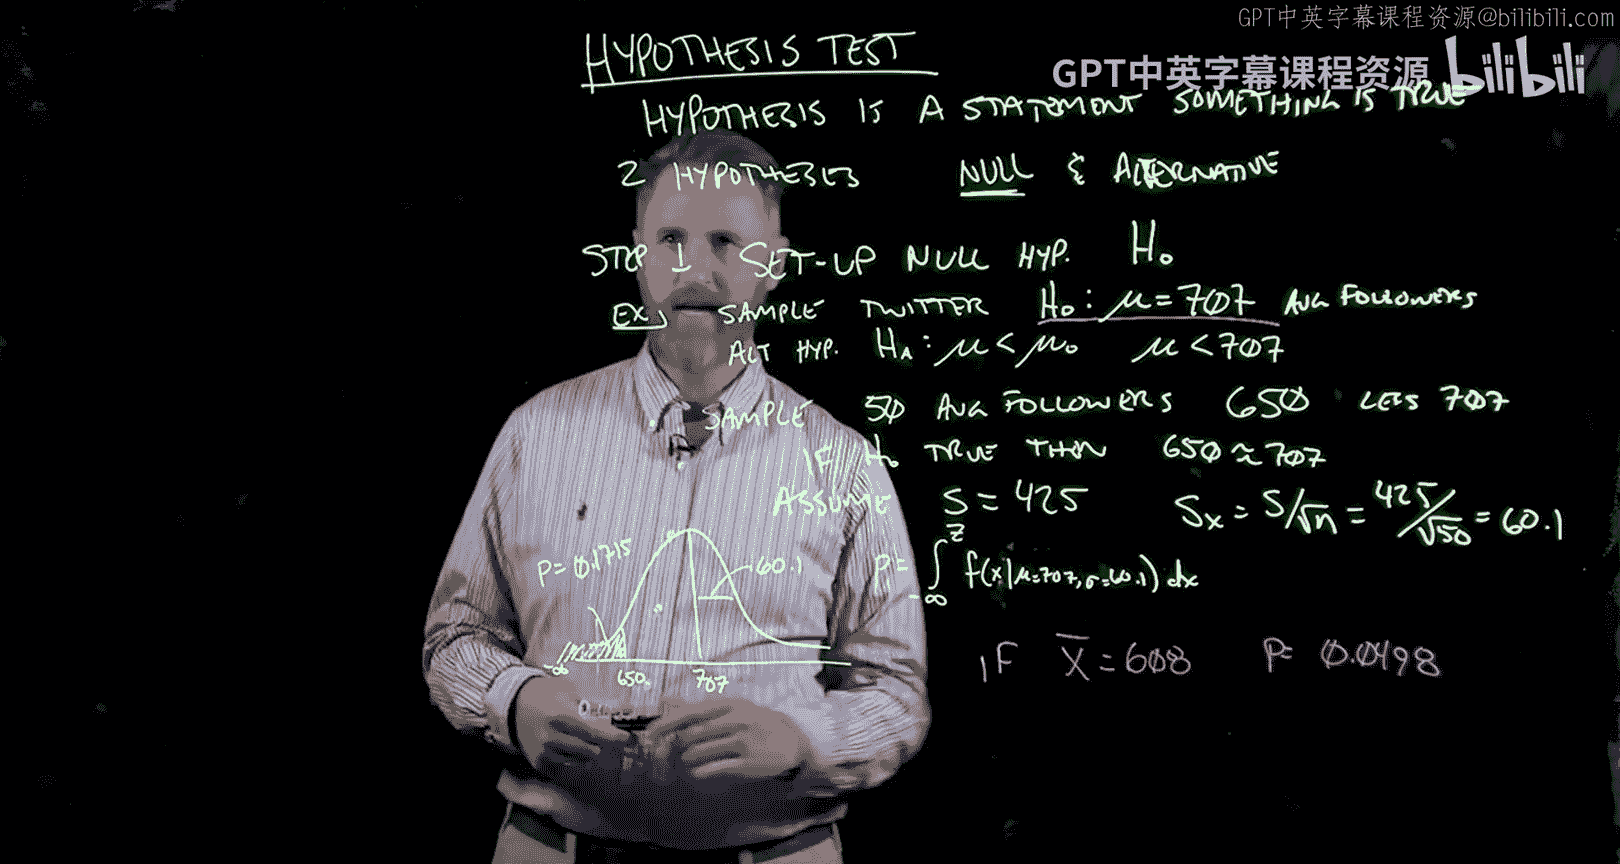 GPT中英字幕课程资源@bilibili.com
GPT中英字幕课程资源 bilibili
HYPOTHESIS TEST
HYPOTHESIS IS A STATEMENT SOMETHING IS TRUE
2 HYPOTHESES NULL & ALTERNATIVE
STEP 1 SET-UP NULL HYP. H₀
EX, SAMPLE TWITTER H₀: μ = 707 AVG FOLLOWERS
ALT HYP. H_A: μ < μ₀ μ < 707
SAMPLE 50 AVG FOLLOWERS 650 LESS 707
IF H₀ TRUE THEN 650 ≈ 707
ASSUME S = 425 Sx = S/√n = 425/√50 = 60.1
P = 0.1715 60.1 P = ∫_{-∞}^{Z} f(x|μ=707, σ=60.1) dx
-∞ 650 707
IF X̄ = 608 P = 0.0498